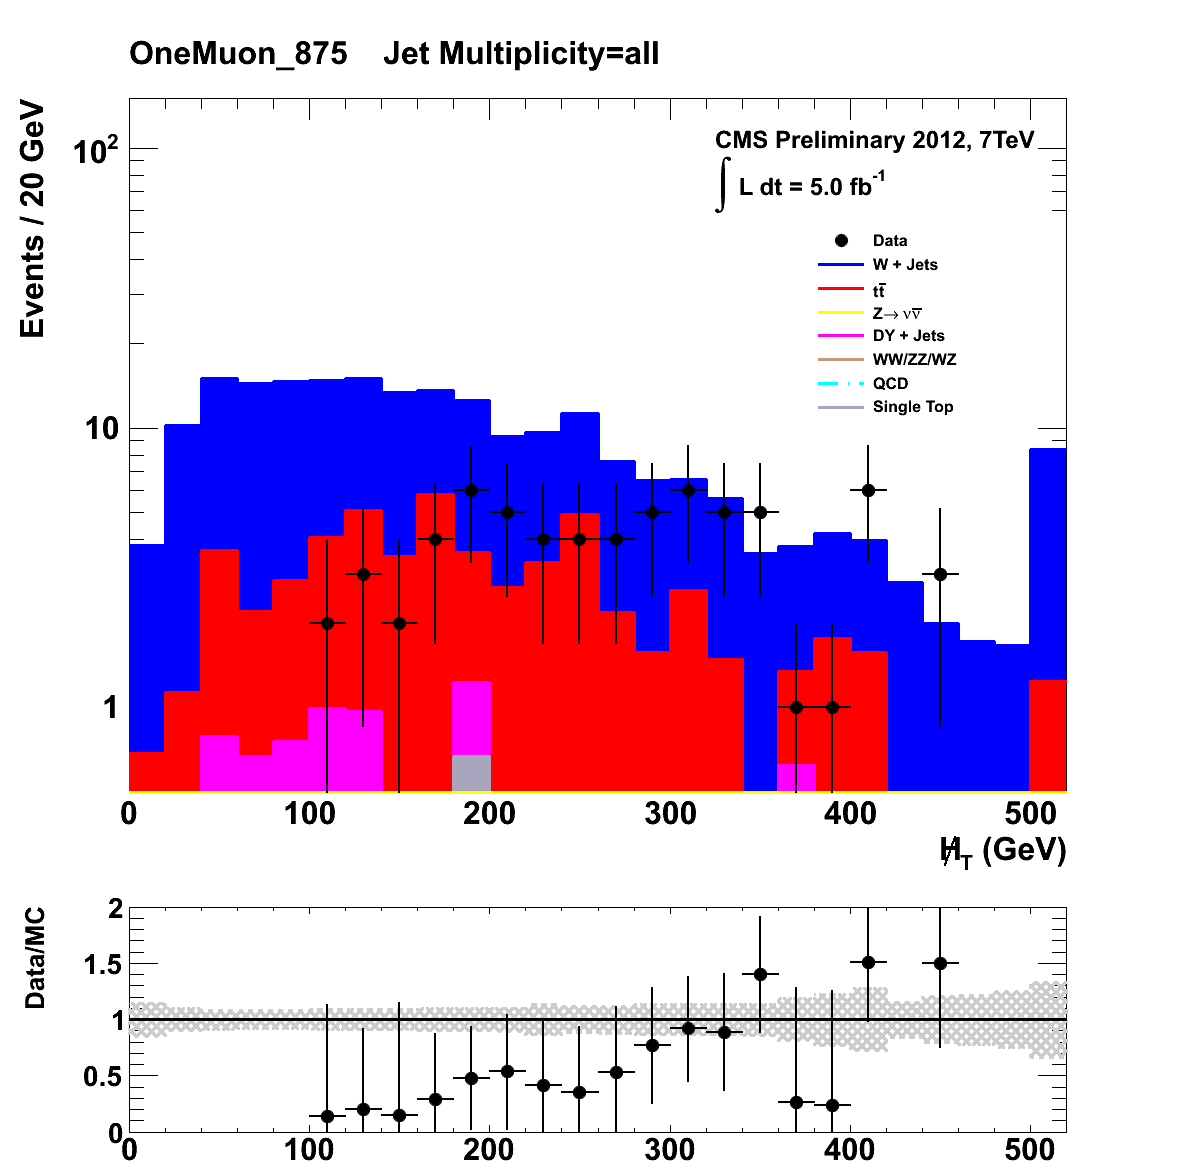 OneMuon_875 Jet Multiplicity=all
Events / 20 GeV
10²
10
1
CMS Preliminary 2012, 7TeV
∫ L dt = 5.0 fb⁻¹
Data
W + Jets
tt̅
Z→ νν̅
DY + Jets
WW/ZZ/WZ
QCD
Single Top
0 100 200 300 400 500
H̸_T (GeV)
Data/MC
2
1.5
1
0.5
0
0 100 200 300 400 500